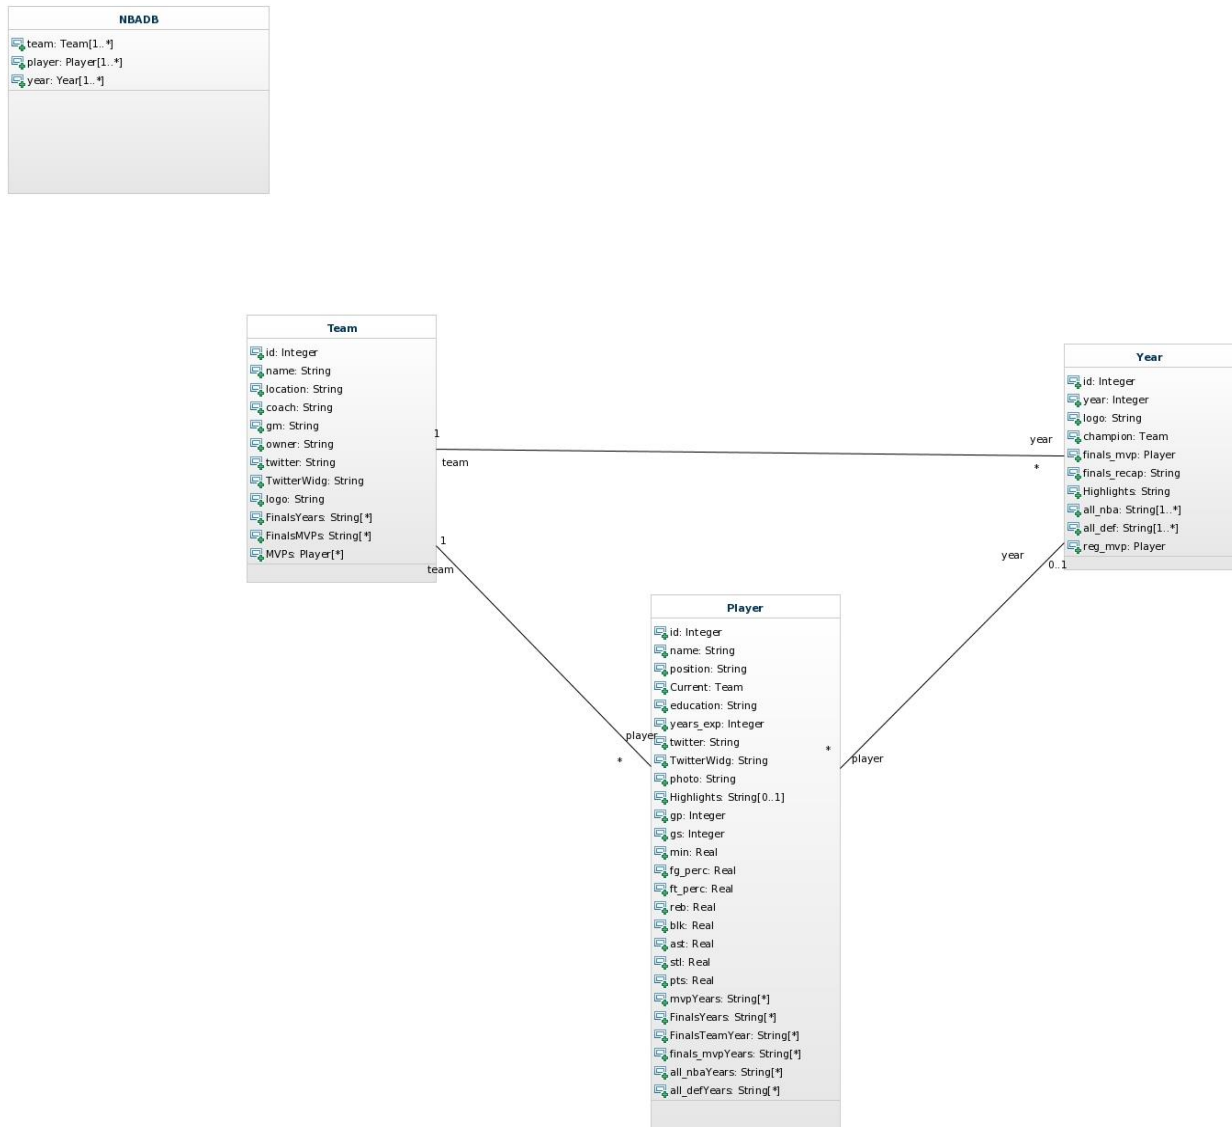 NBADB
team: Team[1..*]
player: Player[1..*]
year: Year[1..*]
Team
id: Integer
name: String
location: String
coach: String
gm: String
owner: String
twitter: String
TwitterWidg: String
logo: String
FinalsYears: String[*]
FinalsMVPs: String[*]
MVPs: Player[*]
1
team
year
*
1
team
Year
id: Integer
year: Integer
logo: String
champion: Team
finals_mvp: Player
finals_recap: String
Highlights: String
all_nba: String[1..*]
all_def: String[1..*]
reg_mvp: Player
year
0..1
Player
id: Integer
name: String
position: String
Current: Team
education: String
years_exp: Integer
twitter: String
TwitterWidg: String
photo: String
Highlights: String[0..1]
gp: Integer
gs: Integer
min: Real
fg_perc: Real
ft_perc: Real
reb: Real
blk: Real
ast: Real
stl: Real
pts: Real
mvpYears: String[*]
FinalsYears: String[*]
FinalsTeamYear: String[*]
finals_mvpYears: String[*]
all_nbaYears: String[*]
all_defYears: String[*]
player
*
*
player